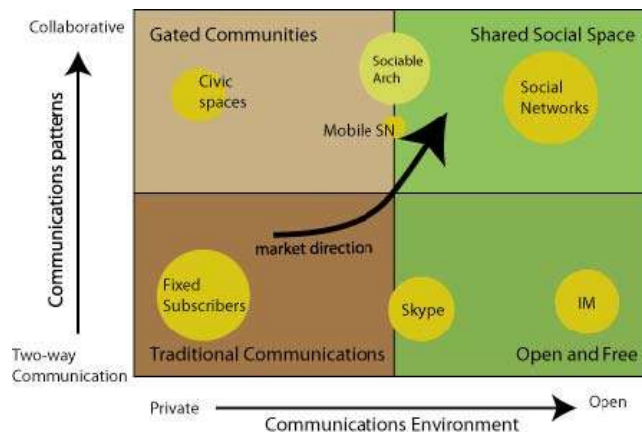 Collaborative
Gated Communities
Shared Social Space
Sociable
Arch
Civic
spaces
Social
Networks
Mobile SN
Communications patterns
market direction
Fixed
Subscribers
Skype
IM
Two-way
Communication
Traditional Communications
Open and Free
Private
Open
Communications Environment